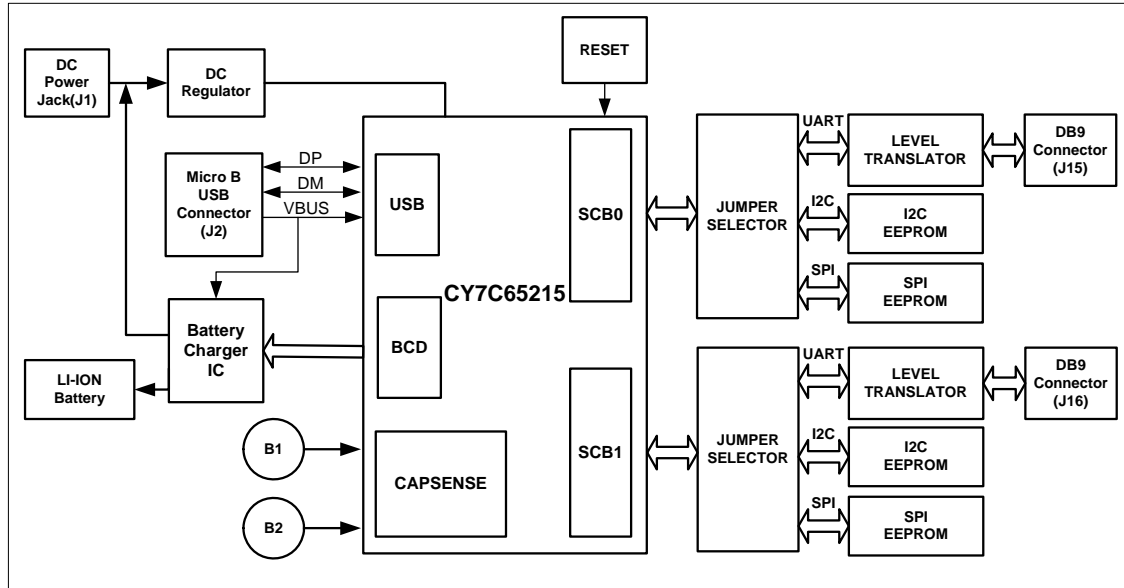 DC
Power
Jack(J1)
DC
Regulator
RESET
Micro B
USB
Connector
(J2)
DP
DM
VBUS
USB
SCB0
CY7C65215
BCD
Battery
Charger
IC
LI-ION
Battery
B1
B2
CAPSENSE
SCB1
JUMPER
SELECTOR
UART
LEVEL
TRANSLATOR
DB9
Connector
(J15)
I2C
I2C
EEPROM
SPI
SPI
EEPROM
JUMPER
SELECTOR
UART
LEVEL
TRANSLATOR
DB9
Connector
(J16)
I2C
I2C
EEPROM
SPI
SPI
EEPROM